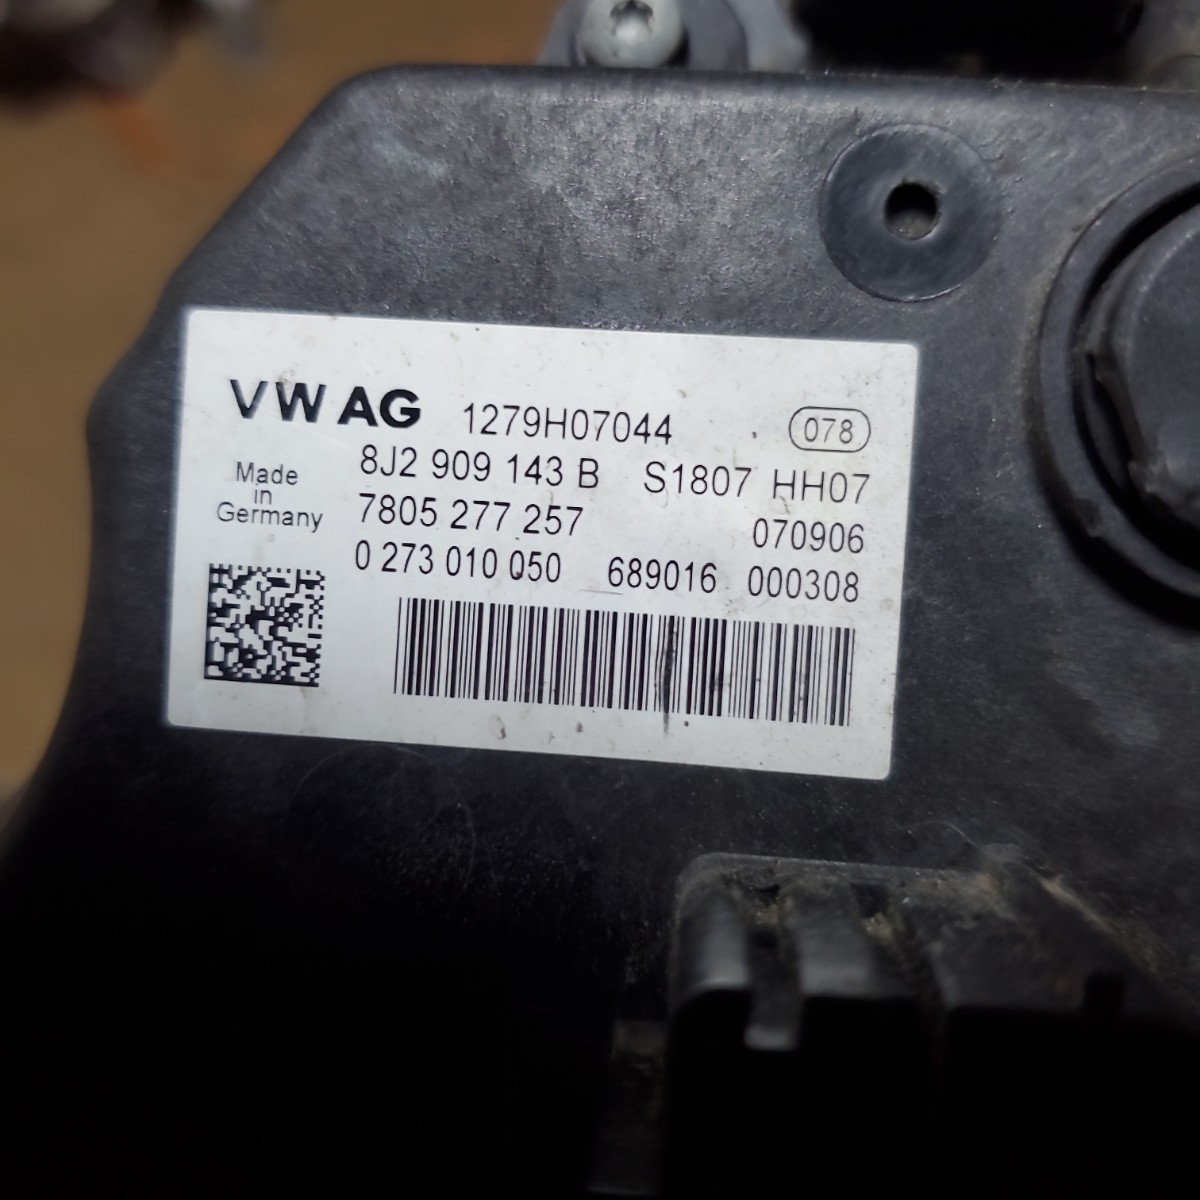 VW AG 1279H07044 078
8J2 909 143 B S1807 HH07
Made
in
Germany
7805 277 257 070906
0 273 010 050 689016 000308